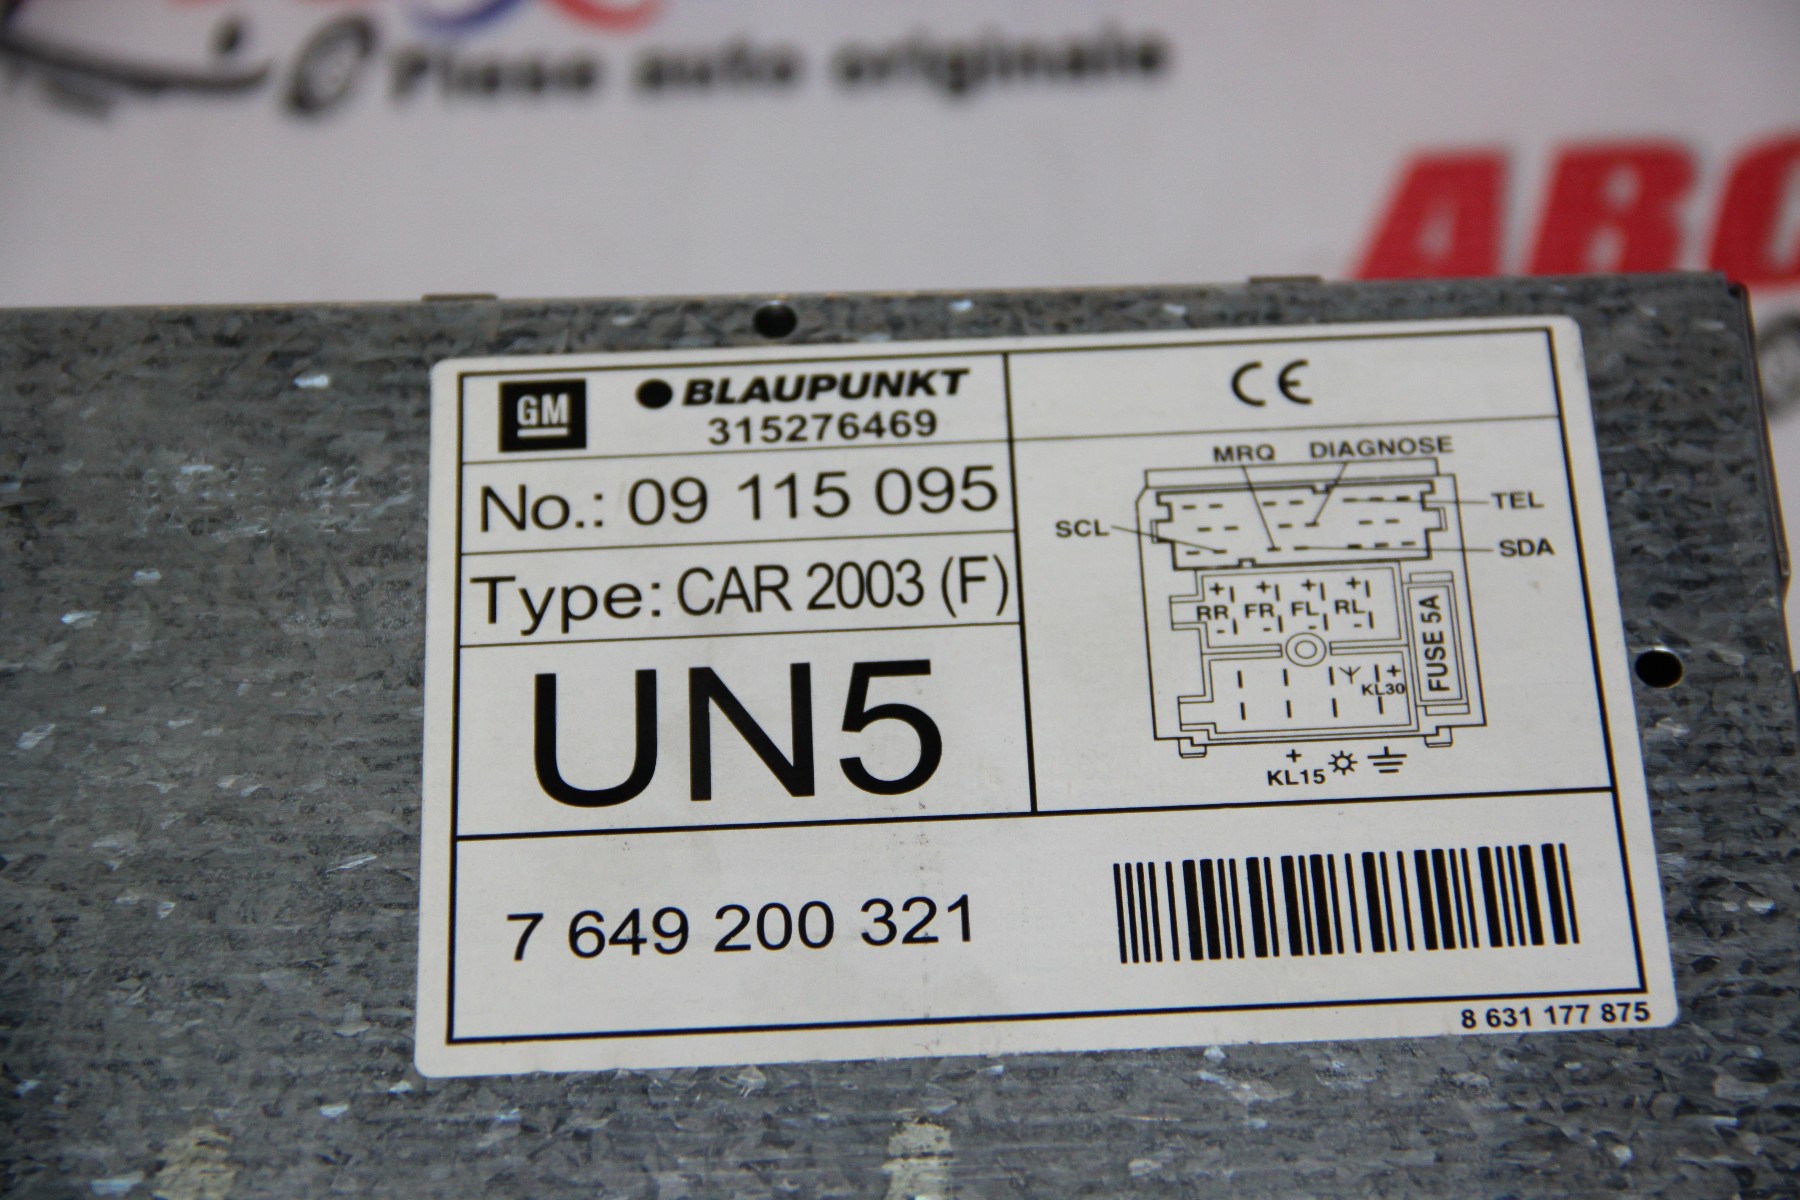 Piese auto originale
ABC
GM
BLAUPUNKT
315276469
No.: 09 115 095
Type: CAR 2003 (F)
UN5
CE
MRQ DIAGNOSE
TEL
SCL
SDA
+ + + +
RR FR FL RL
- - - -
FUSE 5A
+
KL30
+
KL15
7 649 200 321
8 631 177 875